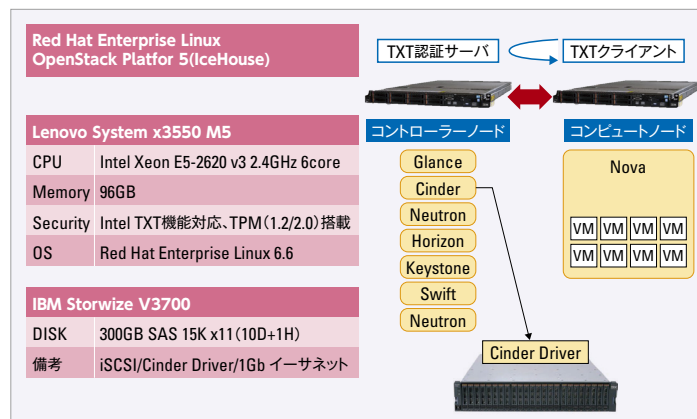 Red Hat Enterprise Linux
OpenStack Platfor 5(IceHouse)
Lenovo System x3550 M5
CPU Intel Xeon E5-2620 v3 2.4GHz 6core
Memory 96GB
Security Intel TXT機能対応、TPM(1.2/2.0)搭載
OS Red Hat Enterprise Linux 6.6
IBM Storwize V3700
DISK 300GB SAS 15K x11(10D+1H)
備考 iSCSI/Cinder Driver/1Gb イーサネット
TXT認証サーバ
TXTクライアント
コントローラーノード
コンピュートノード
Glance
Cinder
Neutron
Horizon
Keystone
Swift
Neutron
Nova
VM VM VM VM
VM VM VM VM
Cinder Driver